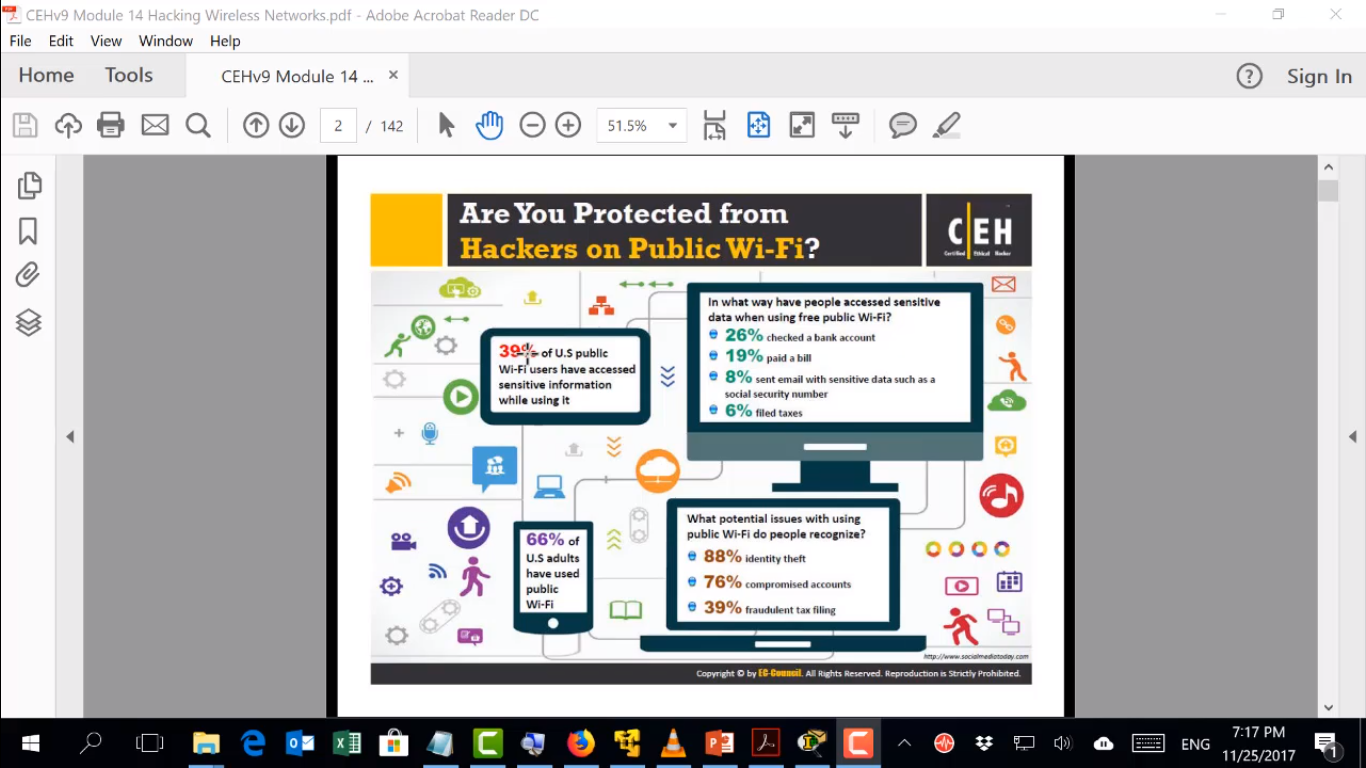 CEHv9 Module 14 Hacking Wireless Networks.pdf - Adobe Acrobat Reader DC
File Edit View Window Help
Home Tools CEHv9 Module 14 ... × ? Sign In
2 / 142 51.5%
Are You Protected from
Hackers on Public Wi-Fi?
C|EH
Certified Ethical Hacker
39% of U.S public
Wi-Fi users have accessed
sensitive information
while using it
In what way have people accessed sensitive
data when using free public Wi-Fi?
26% checked a bank account
19% paid a bill
8% sent email with sensitive data such as a
social security number
6% filed taxes
66% of
U.S adults
have used
public
Wi-Fi
What potential issues with using
public Wi-Fi do people recognize?
88% identity theft
76% compromised accounts
39% fraudulent tax filing
http://www.socialmediatoday.com
Copyright © by EC-Council. All Rights Reserved. Reproduction is Strictly Prohibited.
ENG
7:17 PM
11/25/2017
1